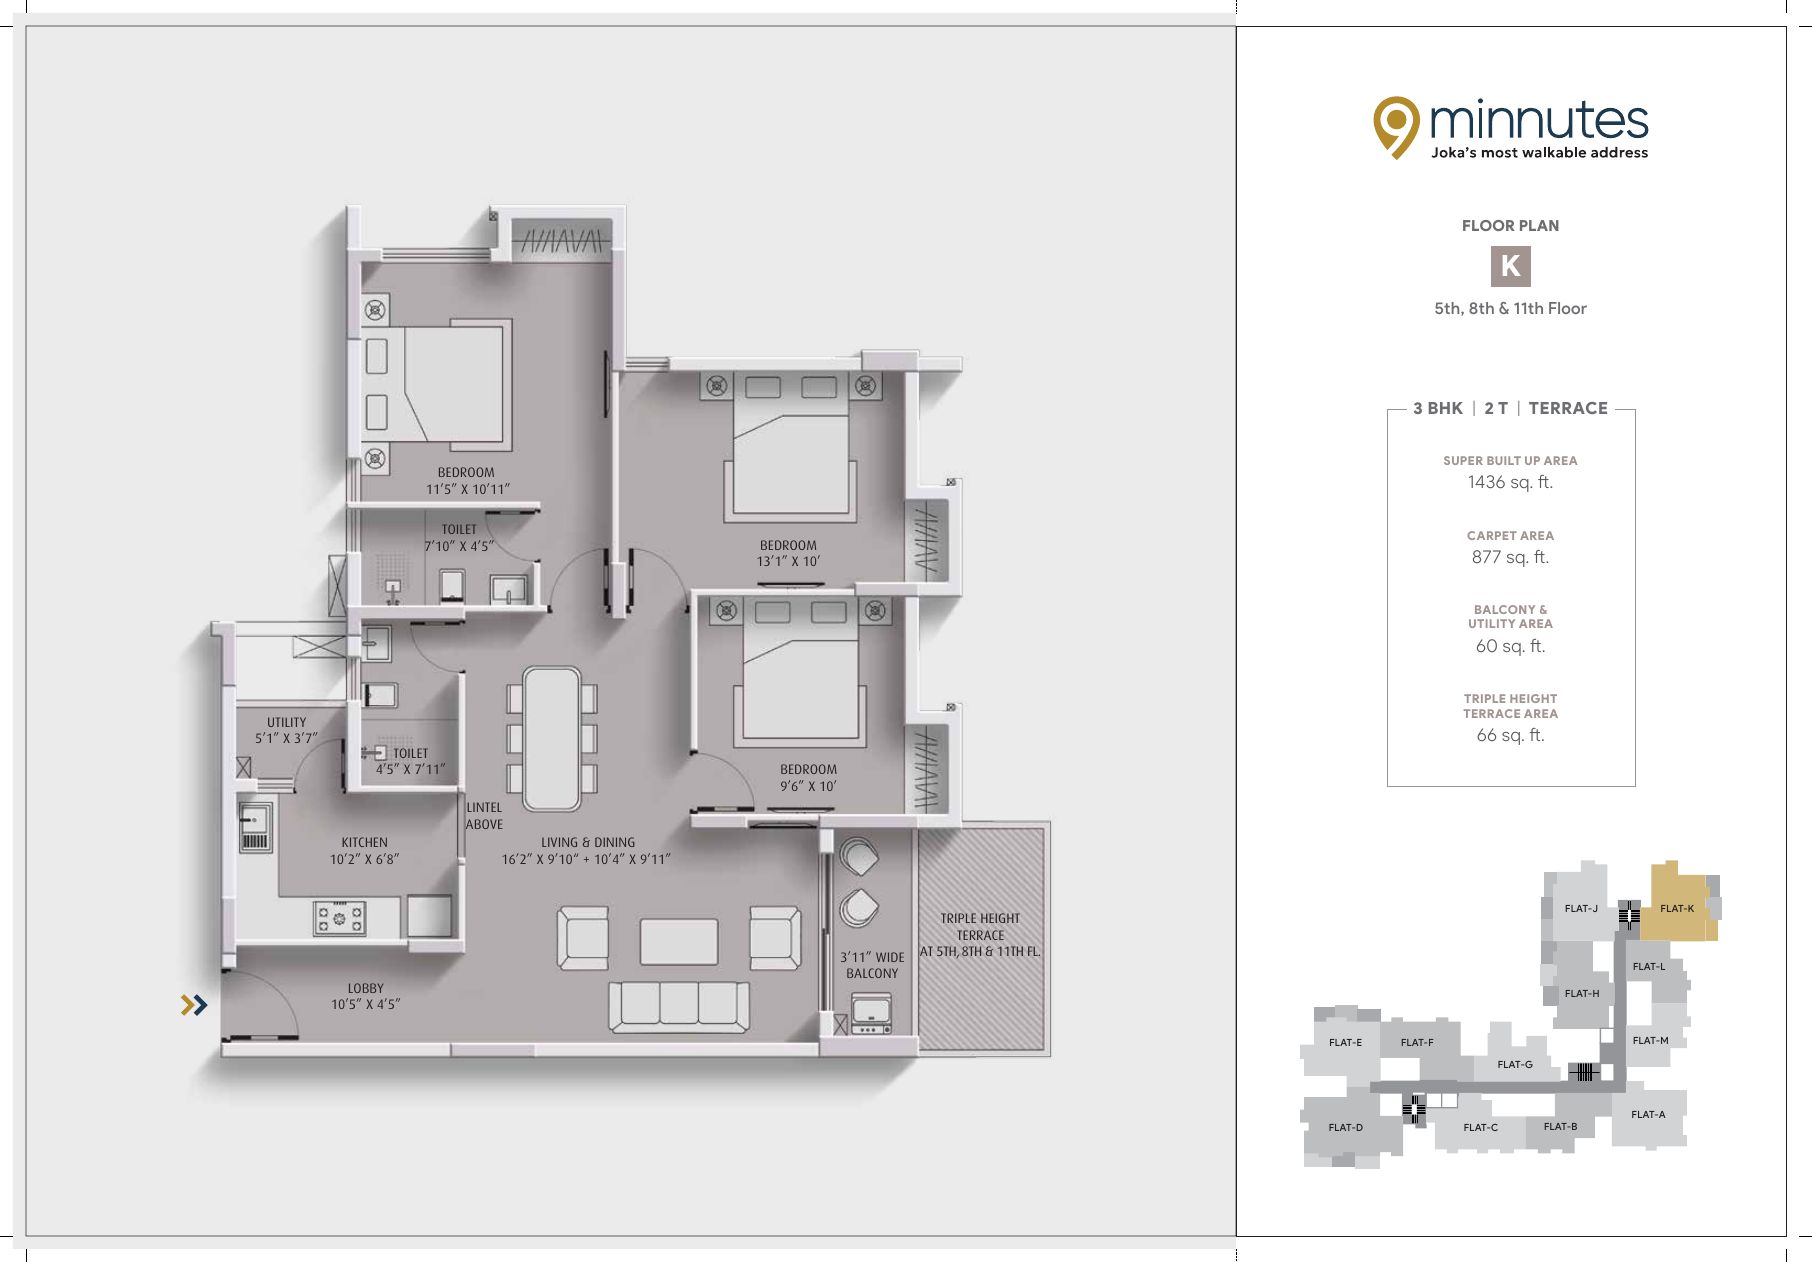 9 minnutes
Joka's most walkable address
FLOOR PLAN
K
5th, 8th & 11th Floor
3 BHK | 2 T | TERRACE
SUPER BUILT UP AREA
1436 sq. ft.
CARPET AREA
877 sq. ft.
BALCONY &
UTILITY AREA
60 sq. ft.
TRIPLE HEIGHT
TERRACE AREA
66 sq. ft.
BEDROOM
11'5" X 10'11"
TOILET
7'10" X 4'5"
BEDROOM
13'1" X 10'
UTILITY
5'1" X 3'7"
TOILET
4'5" X 7'11"
BEDROOM
9'6" X 10'
LINTEL
ABOVE
KITCHEN
10'2" X 6'8"
LIVING & DINING
16'2" X 9'10" + 10'4" X 9'11"
TRIPLE HEIGHT
TERRACE
AT 5TH, 8TH & 11TH FL.
3'11" WIDE
BALCONY
LOBBY
10'5" X 4'5"
FLAT-J
FLAT-K
FLAT-L
FLAT-H
FLAT-E
FLAT-F
FLAT-M
FLAT-G
FLAT-A
FLAT-D
FLAT-C
FLAT-B